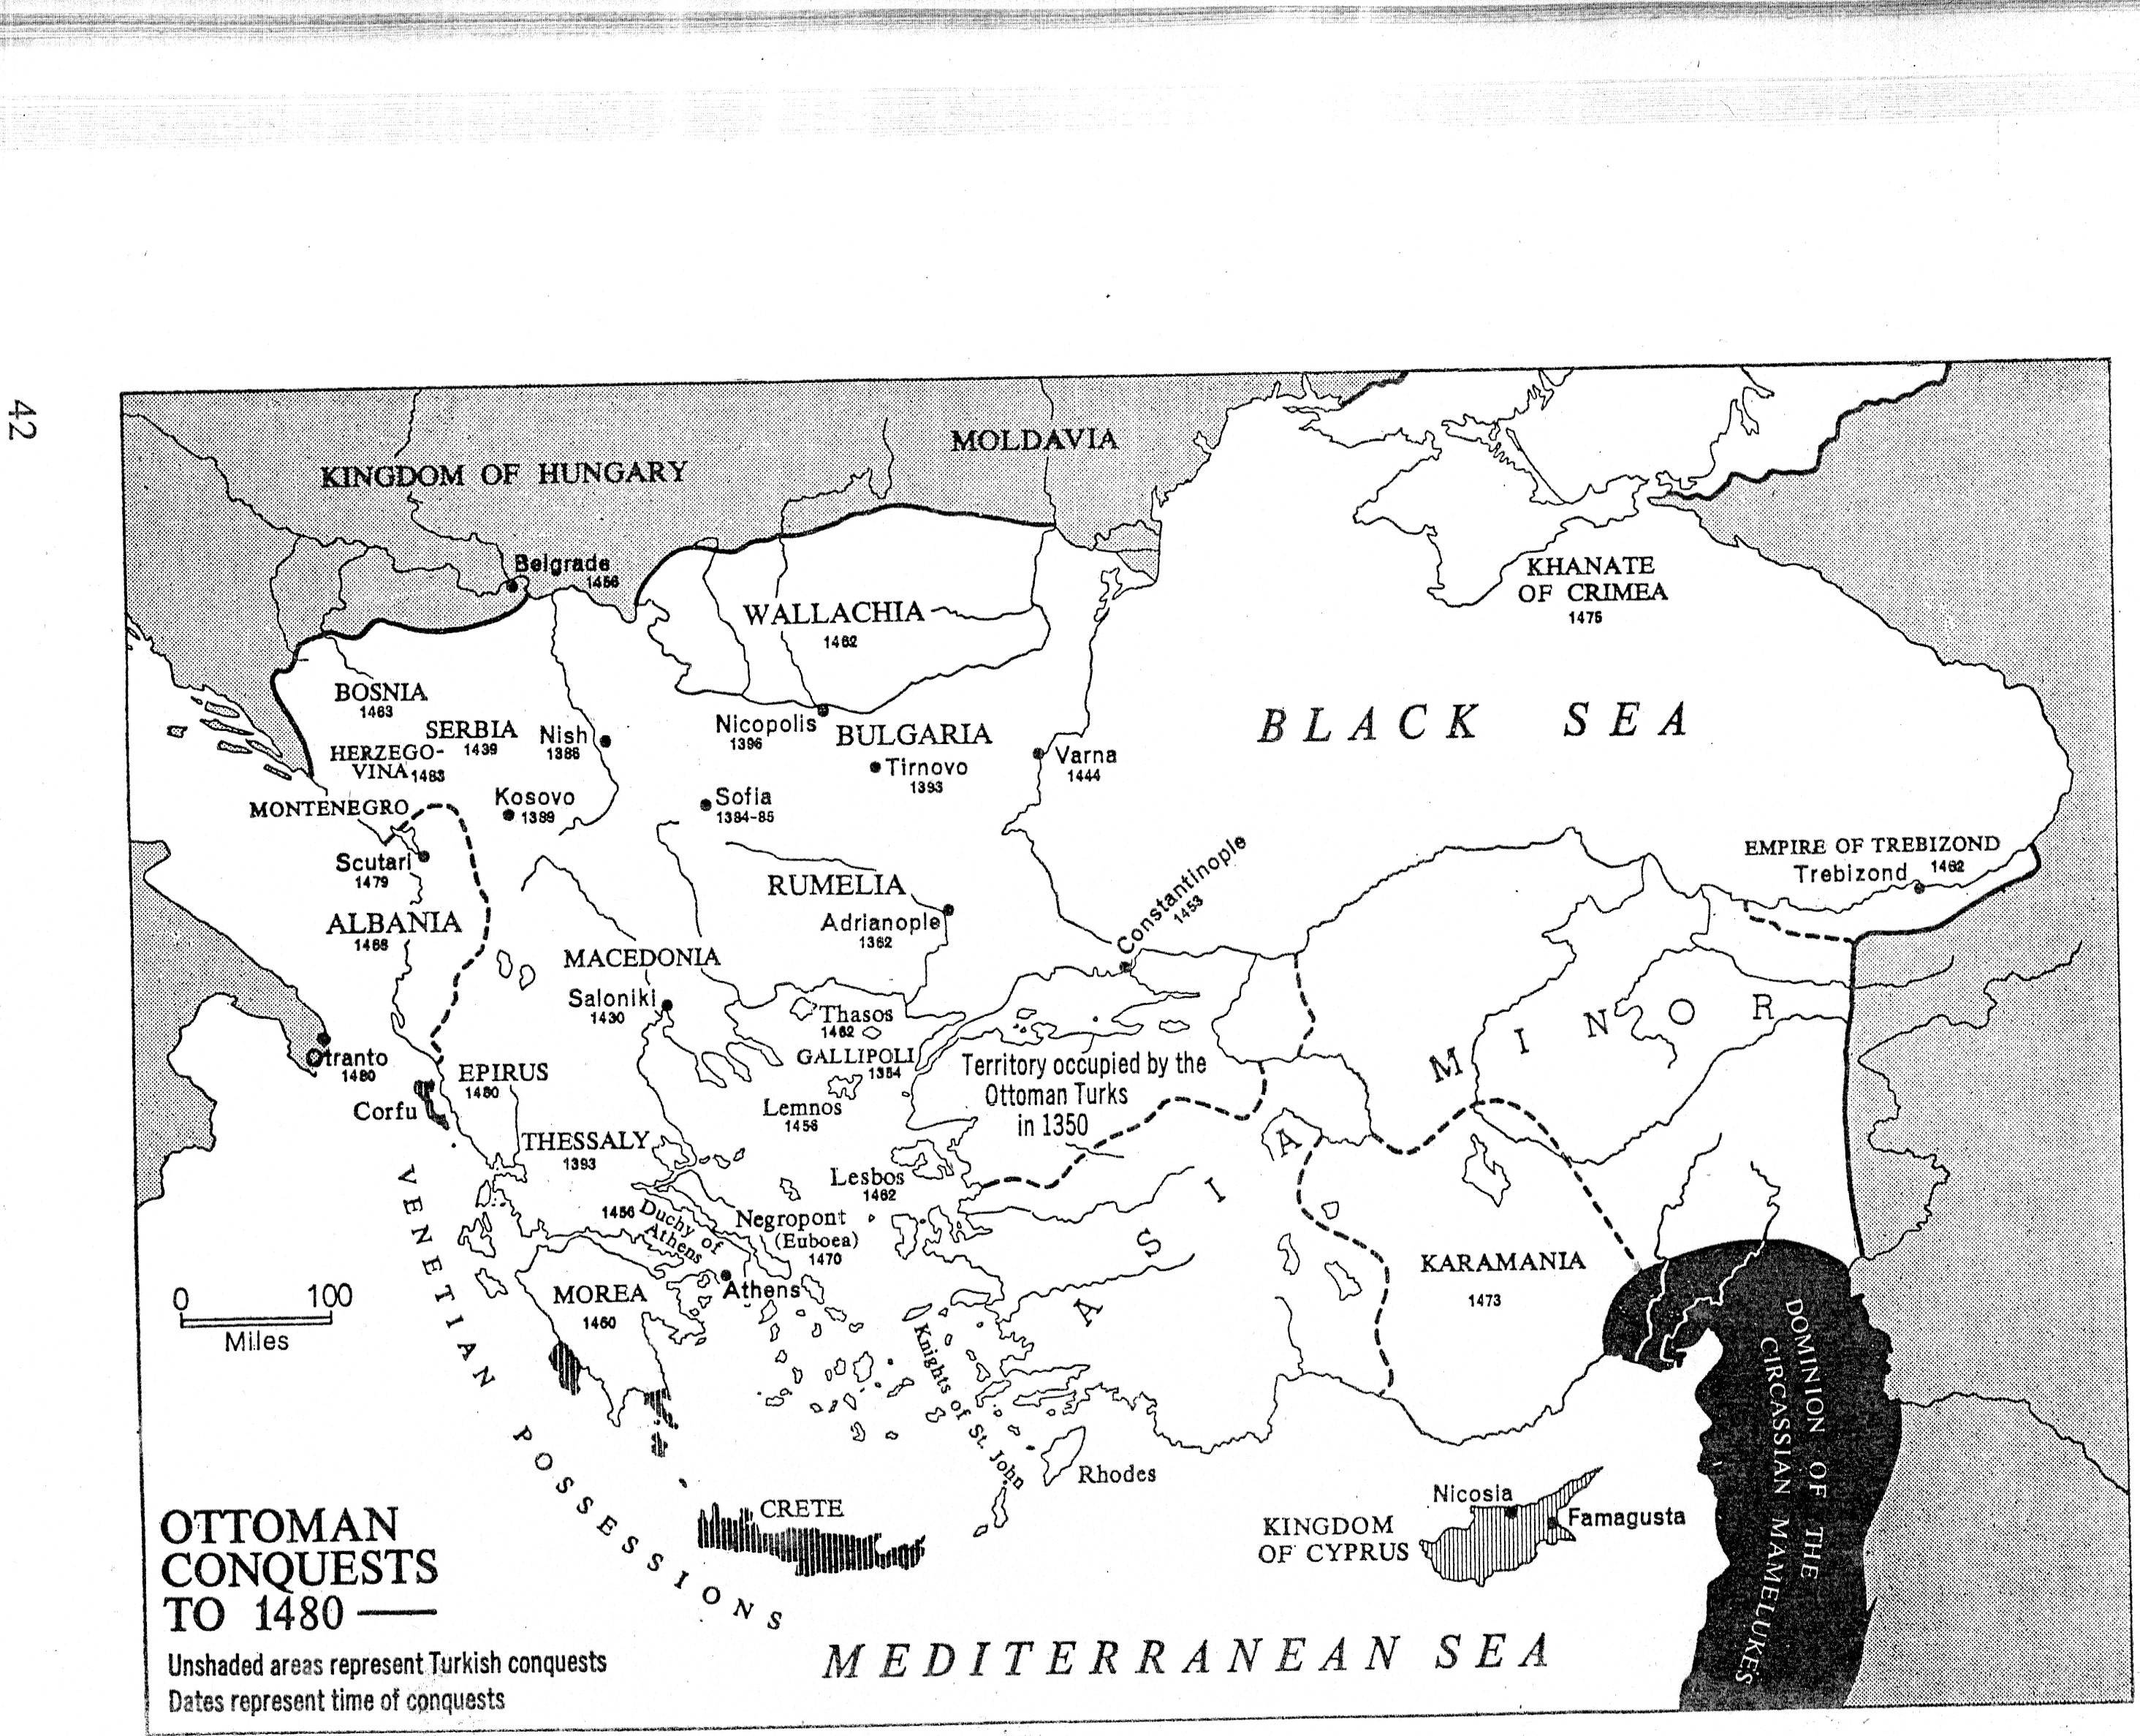 42
KINGDOM OF HUNGARY
MOLDAVIA
Belgrade
1456
WALLACHIA
1462
KHANATE
OF CRIMEA
1475
BOSNIA
1463
SERBIA
1439
Nish
1386
Nicopolis
1396
BULGARIA
BLACK SEA
HERZEGO-
VINA 1483
Tirnovo
1393
Varna
1444
MONTENEGRO
Kosovo
1389
Sofia
1384-85
Scutari
1479
EMPIRE OF TREBIZOND
Trebizond 1462
RUMELIA
Constantinople
1453
ALBANIA
1468
Adrianople
1362
MACEDONIA
Saloniki
1430
Thasos
1462
ASIA MINOR
Otranto
1480
GALLIPOLI
1354
Territory occupied by the
Ottoman Turks
in 1350
EPIRUS
1480
Corfu
Lemnos
1456
THESSALY
1393
Lesbos
1462
1456 Duchy of
Athens
Negropont
(Euboea)
1470
KARAMANIA
1473
Athens
MOREA
1460
0 100
Miles
VENETIAN POSSESSIONS
Knights of St. John
Rhodes
DOMINION OF THE
CIRCASSIAN MAMELUKES
CRETE
Nicosia
Famagusta
KINGDOM
OF CYPRUS
OTTOMAN
CONQUESTS
TO 1480
Unshaded areas represent Turkish conquests
Dates represent time of conquests
MEDITERRANEAN SEA